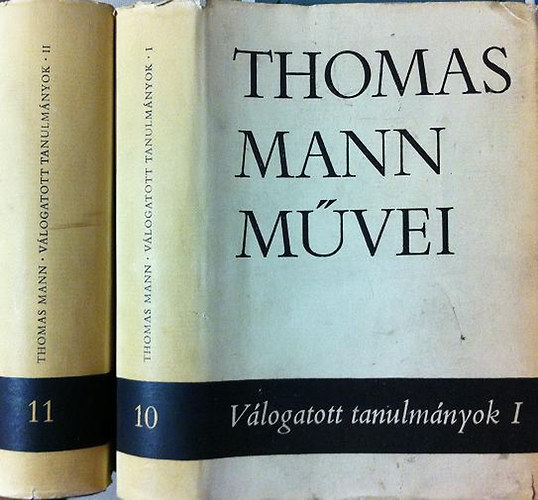 THOMAS MANN · VÁLOGATOTT TANULMÁNYOK · II
11
THOMAS MANN · VÁLOGATOTT TANULMÁNYOK · I
10
THOMAS
MANN
MŰVEI
Válogatott tanulmányok I